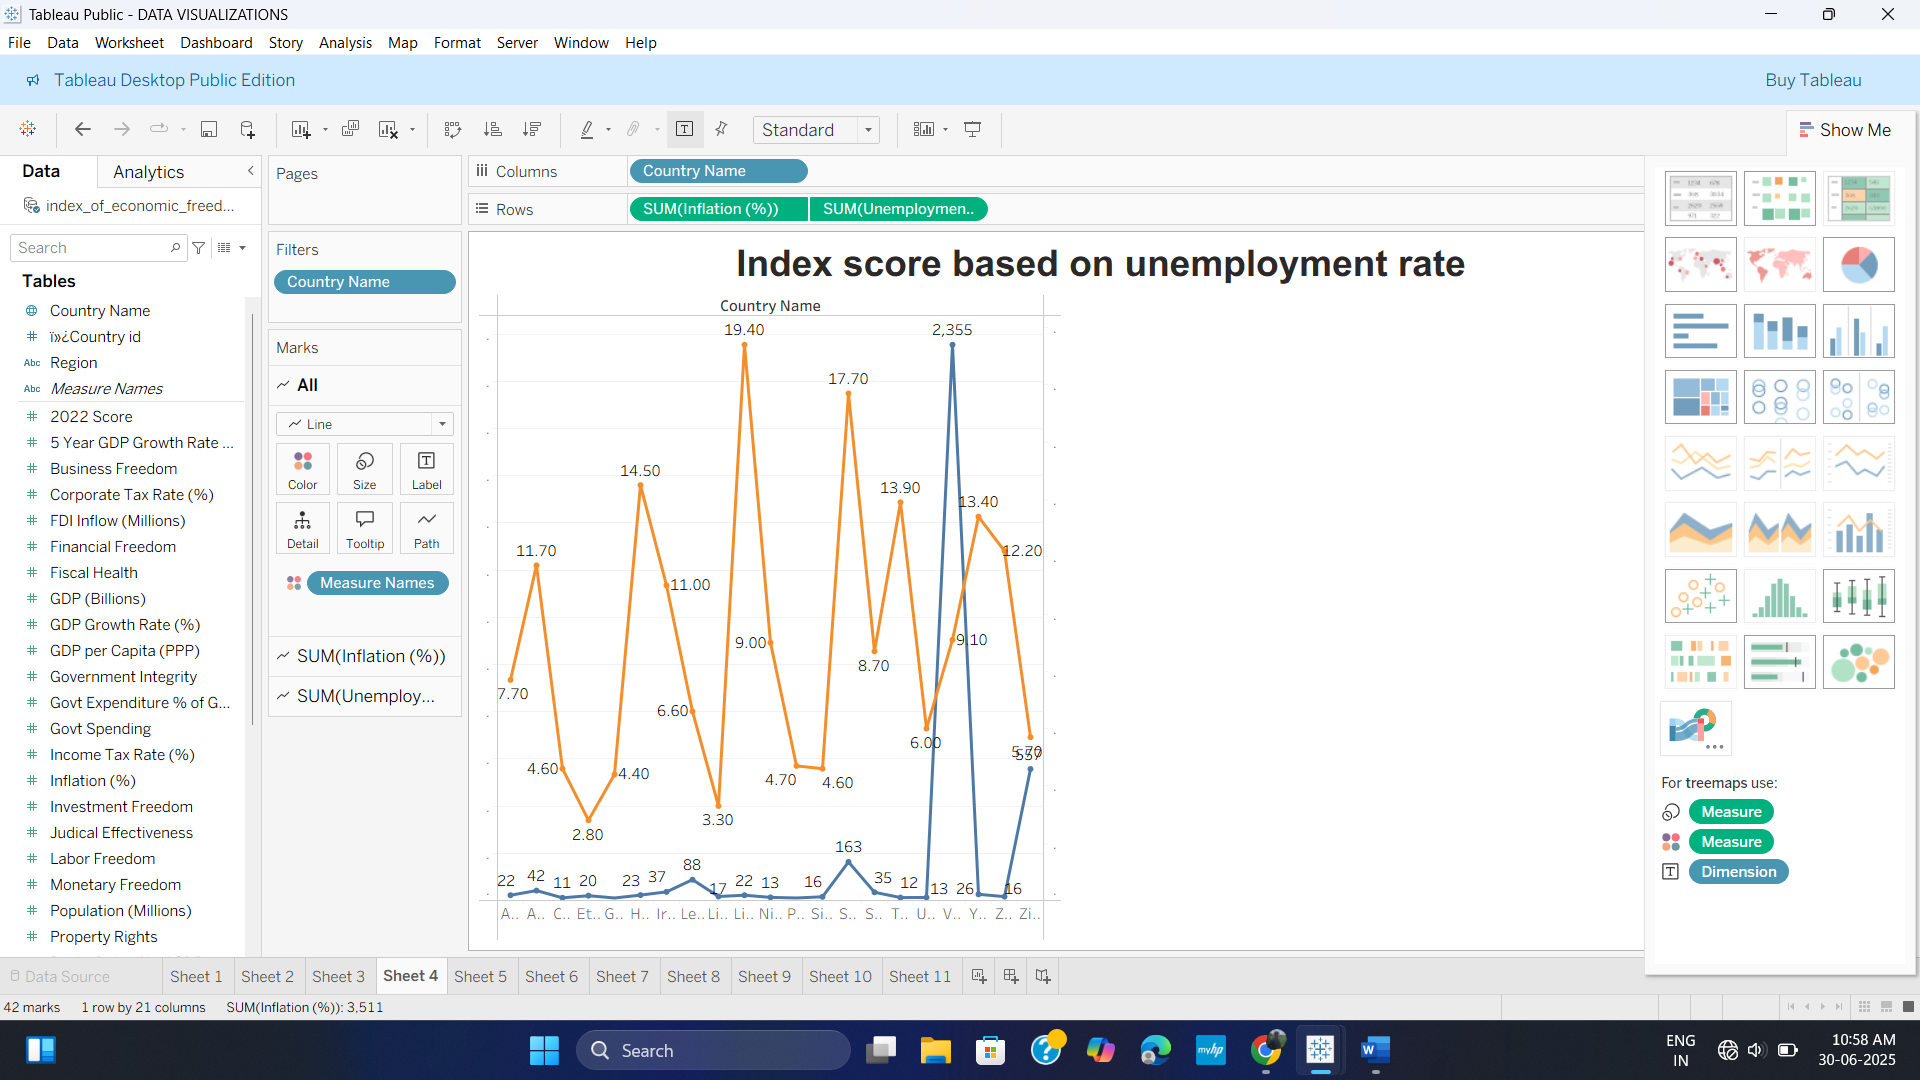 Tableau Public - DATA VISUALIZATIONS
File Data Worksheet Dashboard Story Analysis Map Format Server Window Help
Tableau Desktop Public Edition
Buy Tableau
Standard
Show Me
Data Analytics
index_of_economic_freed...
Search
Tables
Country Name
ï»¿Country id
Region
Measure Names
2022 Score
5 Year GDP Growth Rate ...
Business Freedom
Corporate Tax Rate (%)
FDI Inflow (Millions)
Financial Freedom
Fiscal Health
GDP (Billions)
GDP Growth Rate (%)
GDP per Capita (PPP)
Government Integrity
Govt Expenditure % of G...
Govt Spending
Income Tax Rate (%)
Inflation (%)
Investment Freedom
Judical Effectiveness
Labor Freedom
Monetary Freedom
Population (Millions)
Property Rights
Pages
Filters
Country Name
Marks
All
Line
Color Size Label
Detail Tooltip Path
Measure Names
SUM(Inflation (%))
SUM(Unemploy...
Columns Country Name
Rows SUM(Inflation (%)) SUM(Unemploymen..
Index score based on unemployment rate
Country Name
19.40 2,355
17.70
14.50
13.90
13.40
12.20
11.70
11.00
9.00
9.10
8.70
7.70
6.60
6.00
5.70
557
4.60 4.40 4.70 4.60
3.30
2.80
22 42 11 20 23 37 88 17 22 13 16 163 35 12 13 26 16
A.. A.. C.. Et.. G.. H.. Ir.. Le.. Li.. Li.. Ni.. P.. Si.. S.. S.. T.. U.. V.. Y.. Z.. Zi..
For treemaps use:
Measure
Measure
Dimension
Data Source Sheet 1 Sheet 2 Sheet 3 Sheet 4 Sheet 5 Sheet 6 Sheet 7 Sheet 8 Sheet 9 Sheet 10 Sheet 11
42 marks 1 row by 21 columns SUM(Inflation (%)): 3,511
Search
myhp
ENG
IN
10:58 AM
30-06-2025